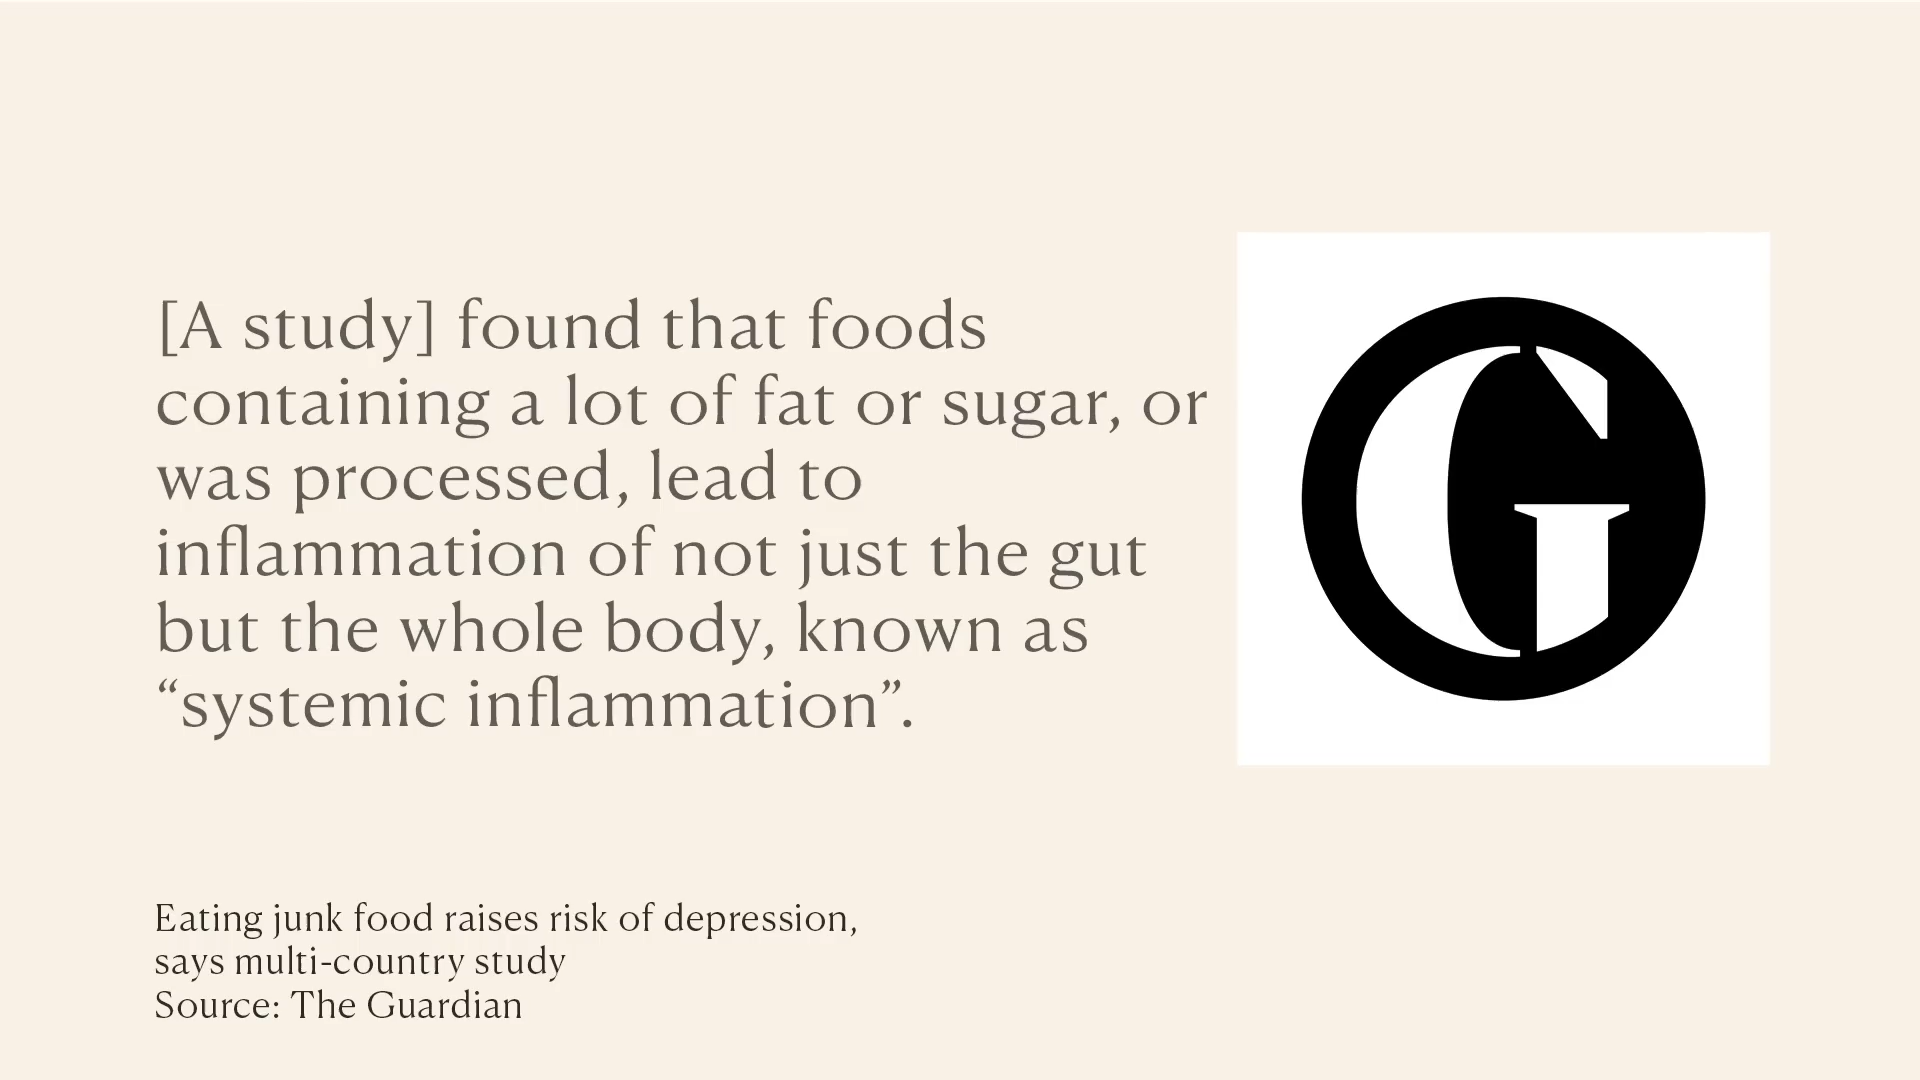 [A study] found that foods
containing a lot of fat or sugar, or
was processed, lead to
inflammation of not just the gut
but the whole body, known as
“systemic inflammation”.
G
Eating junk food raises risk of depression,
says multi-country study
Source: The Guardian